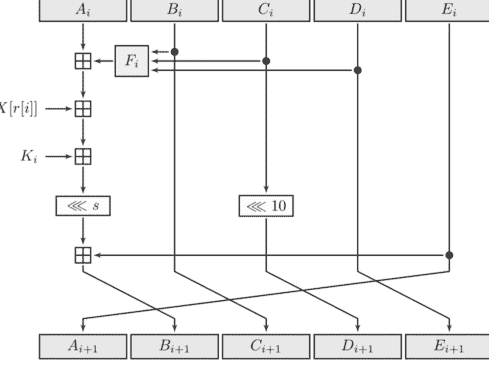 A_i B_i C_i D_i E_i
F_i
X[r[i]]
K_i
⋘ s ⋘ 10
A_{i+1} B_{i+1} C_{i+1} D_{i+1} E_{i+1}